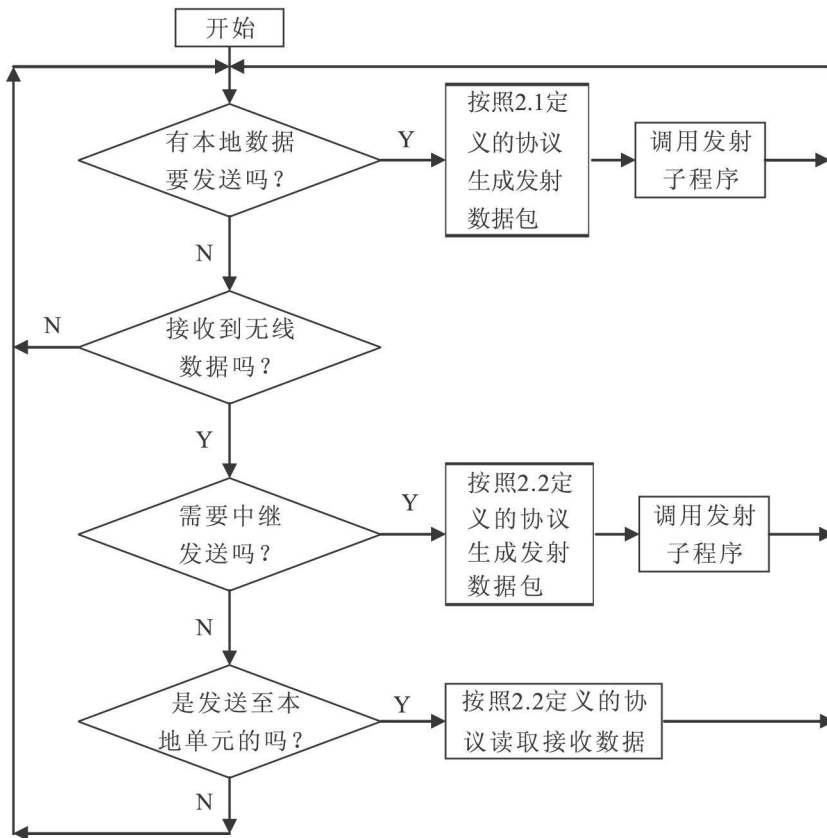 开始
有本地数据
要发送吗？
Y
按照2.1定
义的协议
生成发射
数据包
调用发射
子程序
N
接收到无线
数据吗？
N
Y
需要中继
发送吗？
Y
按照2.2定
义的协议
生成发射
数据包
调用发射
子程序
N
是发送至本
地单元的吗？
Y
按照2.2定义的协
议读取接收数据
N